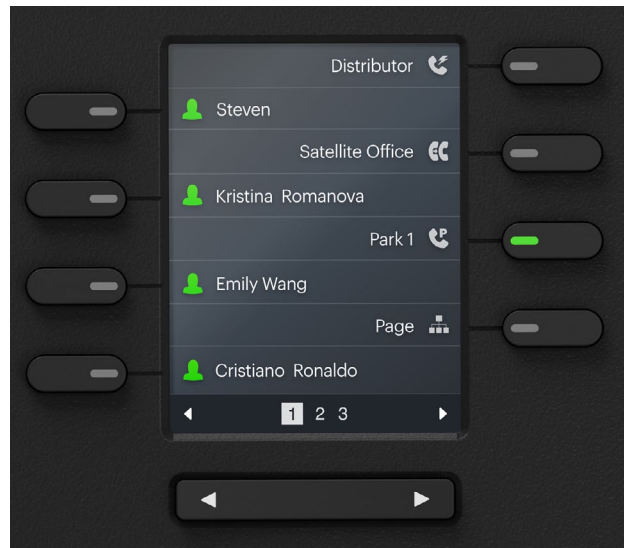 Distributor
Steven
Satellite Office
Kristina Romanova
Park 1
Emily Wang
Page
Cristiano Ronaldo
1 2 3